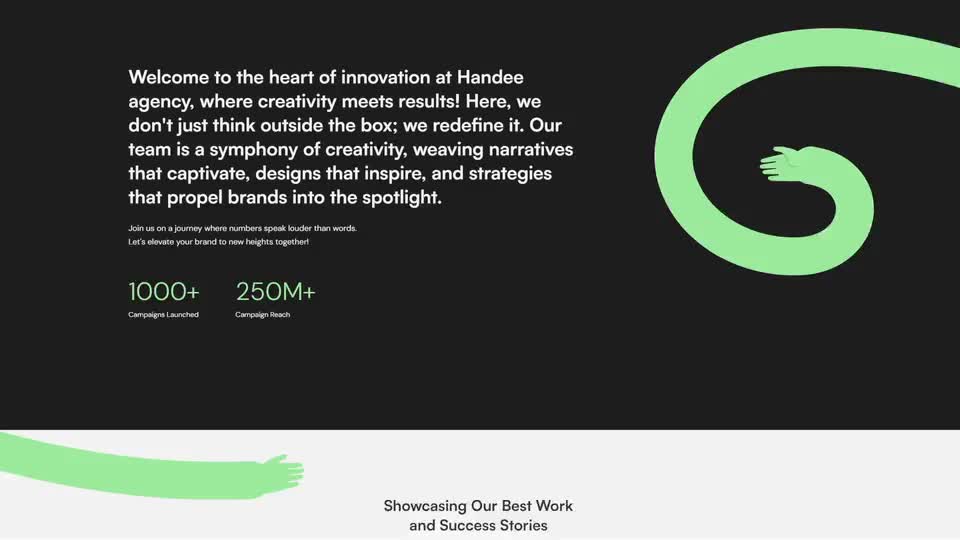 Welcome to the heart of innovation at Handee
agency, where creativity meets results! Here, we
don't just think outside the box; we redefine it. Our
team is a symphony of creativity, weaving narratives
that captivate, designs that inspire, and strategies
that propel brands into the spotlight.
Join us on a journey where numbers speak louder than words.
Let's elevate your brand to new heights together!
1000+ 250M+
Campaigns Launched Campaign Reach
Showcasing Our Best Work
and Success Stories